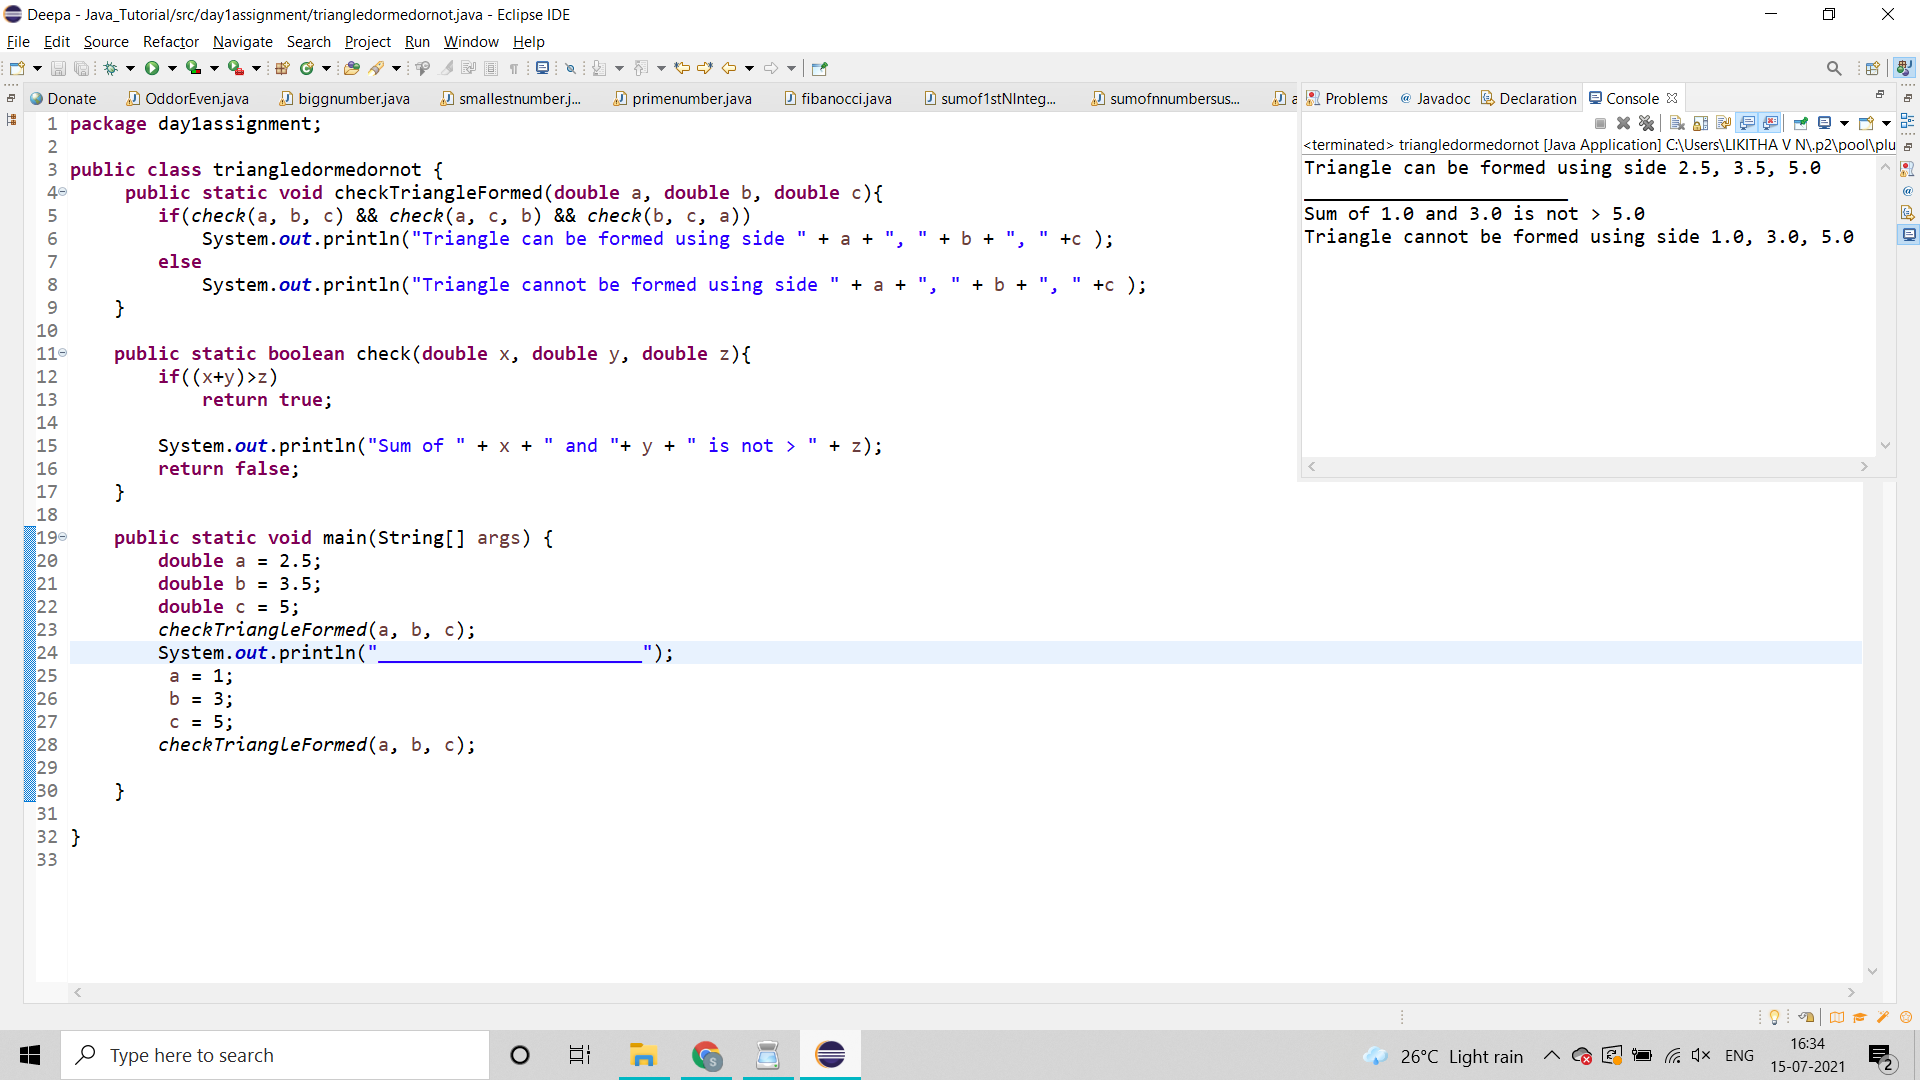 Deepa - Java_Tutorial/src/day1assignment/triangledormedornot.java - Eclipse IDE
File Edit Source Refactor Navigate Search Project Run Window Help
Donate OddorEven.java biggnumber.java smallestnumber.j... primenumber.java fibanocci.java sumof1stNInteg... sumofnnumbersus... a
1 package day1assignment;
2
3 public class triangledormedornot {
4 public static void checkTriangleFormed(double a, double b, double c){
5 if(check(a, b, c) && check(a, c, b) && check(b, c, a))
6 System.out.println("Triangle can be formed using side " + a + ", " + b + ", " +c );
7 else
8 System.out.println("Triangle cannot be formed using side " + a + ", " + b + ", " +c );
9 }
10
11 public static boolean check(double x, double y, double z){
12 if((x+y)>z)
13 return true;
14
15 System.out.println("Sum of " + x + " and "+ y + " is not > " + z);
16 return false;
17 }
18
19 public static void main(String[] args) {
20 double a = 2.5;
21 double b = 3.5;
22 double c = 5;
23 checkTriangleFormed(a, b, c);
24 System.out.println("________________________");
25 a = 1;
26 b = 3;
27 c = 5;
28 checkTriangleFormed(a, b, c);
29
30 }
31
32 }
33
Problems @ Javadoc Declaration Console
<terminated> triangledormedornot [Java Application] C:\Users\LIKITHA V N\.p2\pool\plu
Triangle can be formed using side 2.5, 3.5, 5.0
________________________
Sum of 1.0 and 3.0 is not > 5.0
Triangle cannot be formed using side 1.0, 3.0, 5.0
Type here to search
26°C Light rain
ENG
16:34
15-07-2021
2